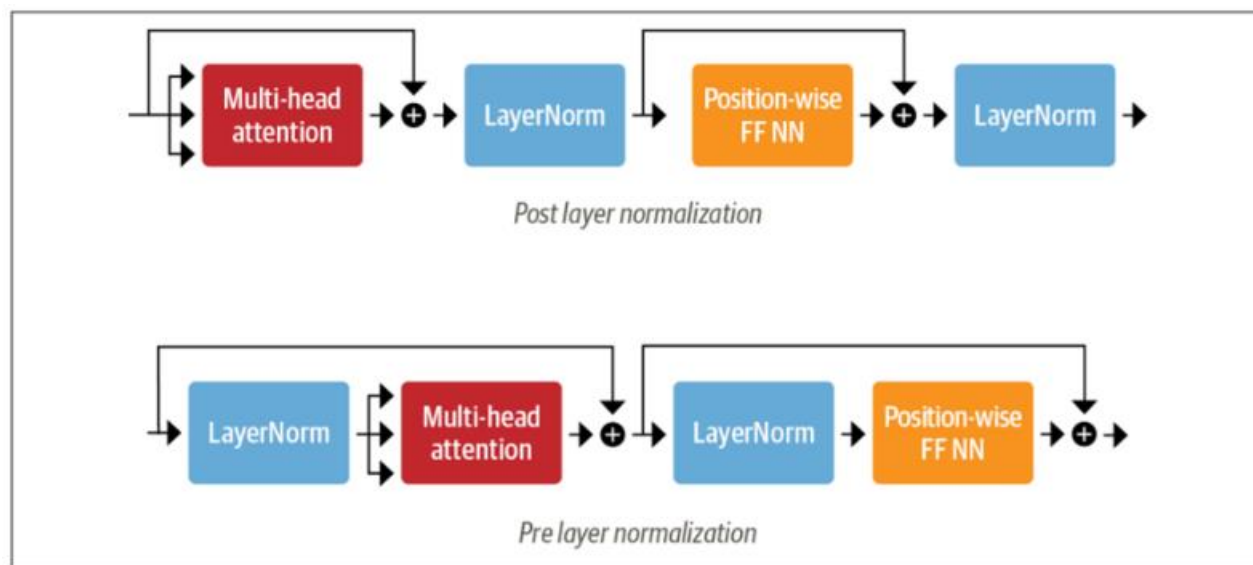 Multi-head
attention
LayerNorm
Position-wise
FF NN
LayerNorm
Post layer normalization
LayerNorm
Multi-head
attention
LayerNorm
Position-wise
FF NN
Pre layer normalization